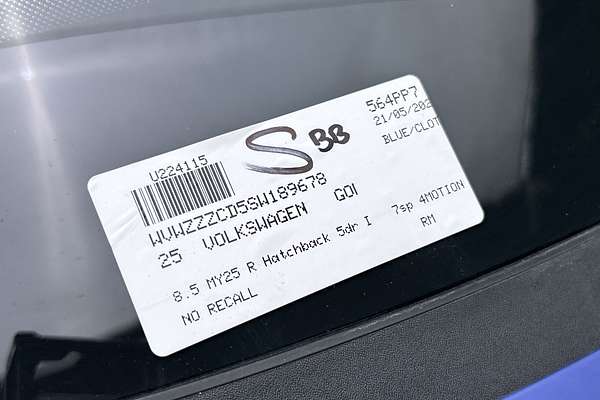 564PP7
21/05/202
BLUE/CLOT
S BB
U224115
WVWZZZCD5SW189678
25 VOLKSWAGEN GOI
8.5 MY25 R Hatchback 5dr I 7sp 4MOTION
NO RECALL RM